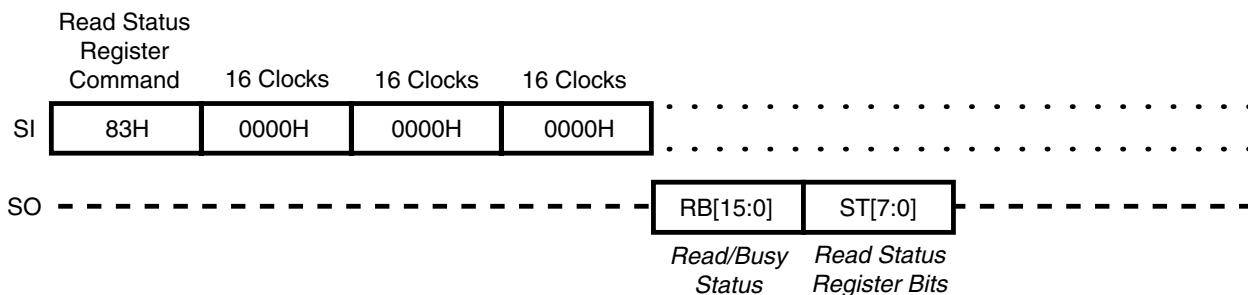 Read Status
Register
Command
16 Clocks
16 Clocks
16 Clocks
SI
83H
0000H
0000H
0000H
SO
RB[15:0]
ST[7:0]
Read/Busy
Status
Read Status
Register Bits